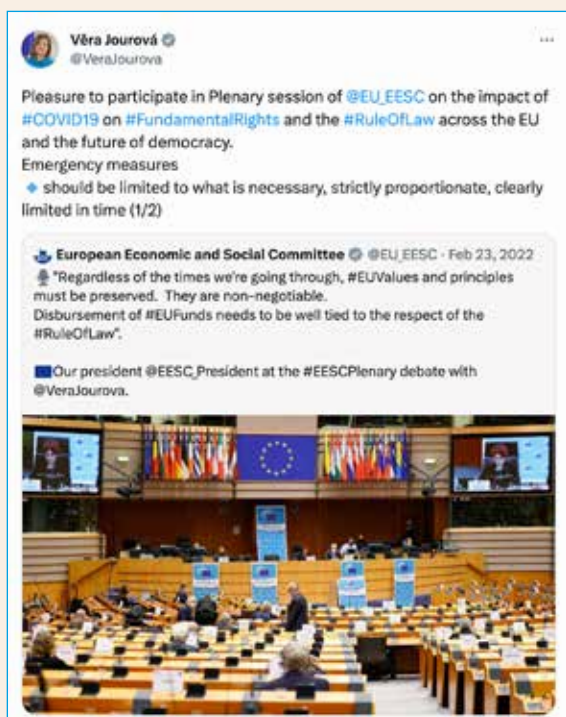 Věra Jourová
@VeraJourova
Pleasure to participate in Plenary session of @EU_EESC on the impact of
#COVID19 on #FundamentalRights and the #RuleOfLaw across the EU
and the future of democracy.
Emergency measures
🔹 should be limited to what is necessary, strictly proportionate, clearly
limited in time (1/2)
European Economic and Social Committee @EU_EESC · Feb 23, 2022
🎙"Regardless of the times we're going through, #EUValues and principles
must be preserved. They are non-negotiable.
Disbursement of #EUFunds needs to be well tied to the respect of the
#RuleOfLaw".
🇪🇺Our president @EESC_President at the #EESCPlenary debate with
@VeraJourova.